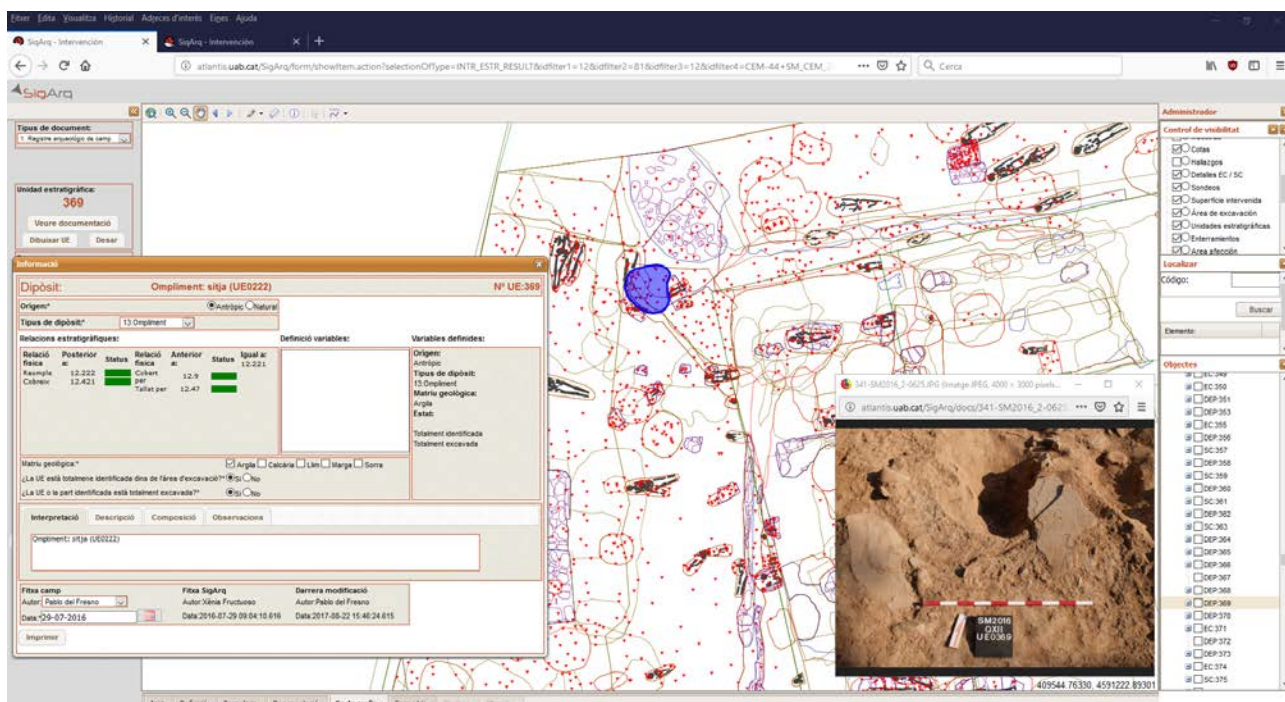 Fitxer Edita Visualitza Historial Adreces d'interès Eines Ajuda
SigArq - Intervención
SigArq - Intervención
atlantis.uab.cat/SigArq/form/showItem.action?selectionOfType=INTR_ESTR_RESULT&idfilter1=12&idfilter2=81&idfilter3=12&idfilter4=CEM-44+SM_CEM_
Cerca
SigArq
Tipus de document:
1. Registre arqueològic de camp
Unidad estratigráfica:
369
Veure documentació
Dibuixar UE Desar
Informació
Dipòsit: Ompliment: sitja (UE0222) Nº UE:369
Origen:* Antròpic Natural
Tipus de dipòsit:* 13.Ompliment
Relacions estratigràfiques: Definició variables: Variables definides:
Relació física Posterior a: Status Relació física Anterior a: Status Igual a:
12.221
Reomple 12.222 Cobert per 12.9
Cobreix 12.421 Tallat per 12.47
Origen:
Antròpic
Tipus de dipòsit:
13.Ompliment
Matriu geològica:
Argila
Estat:
Totalment identificada
Totalment excavada
Matriu geològica:* Argila Calcària Llim Marga Sorra
¿La UE està totalmene identificada dins de l'àrea d'excavació?* Si No
¿La UE o la part identificada està totalment excavada?* Si No
Interpretació Descripció Composició Observacions
Ompliment: sitja (UE0222)
Fitxa camp Fitxa SigArq Darrera modificació
Autor: Pablo del Fresno Autor:Xènia Fructuoso Autor:Pablo del Fresno
Data:*29-07-2016 Data:2016-07-29 09:04:10.616 Data:2017-08-22 15:46:24.615
Imprimir
341-SM2016_2-0625.JPG (Imatge JPEG, 4000 × 3000 píxels...
atlantis.uab.cat/SigArq/docs/341-SM2016_2-0625
SM2016
QXII
UE0369
409544.76330, 4591222.89301
Administrador
Control de visibilitat
Cotas
Hallazgos
Detalles EC / SC
Sondeos
Superficie intervenida
Área de excavación
Unidades estratigráficas
Enterramientos
Area afección
Localizar
Código:
Buscar
Elemento:
Objectes
EC:349
EC:350
DEP:351
DEP:353
EC:355
DEP:356
SC:357
DEP:358
SC:359
DEP:360
SC:361
DEP:362
SC:363
DEP:364
DEP:365
DEP:366
DEP:367
DEP:368
DEP:369
DEP:370
EC:371
DEP:372
DEP:373
EC:374
SC:375